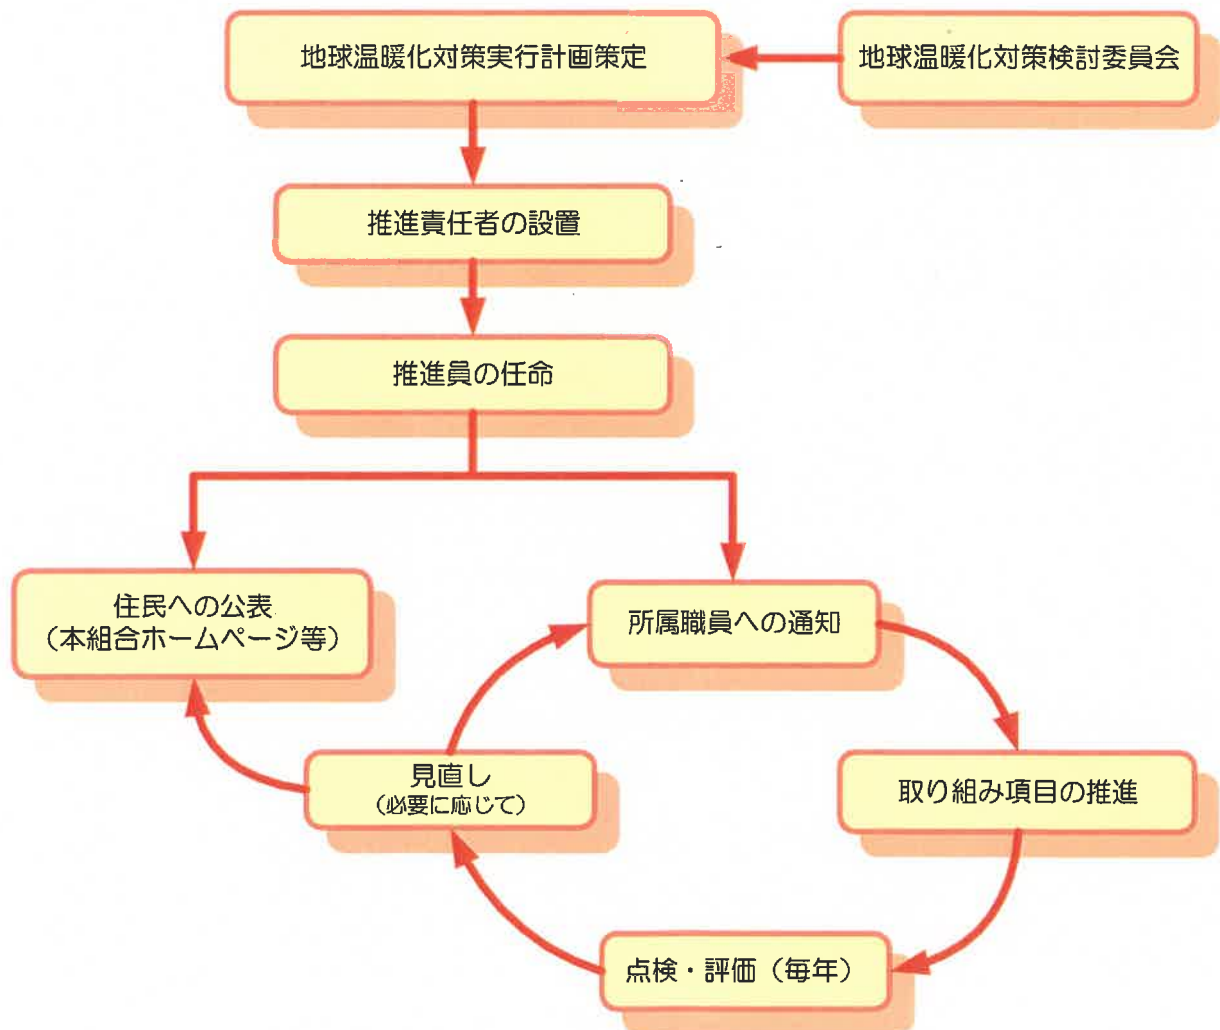 地球温暖化対策実行計画策定
地球温暖化対策検討委員会
推進責任者の設置
推進員の任命
住民への公表
（本組合ホームページ等）
所属職員への通知
見直し
（必要に応じて）
取り組み項目の推進
点検・評価（毎年）